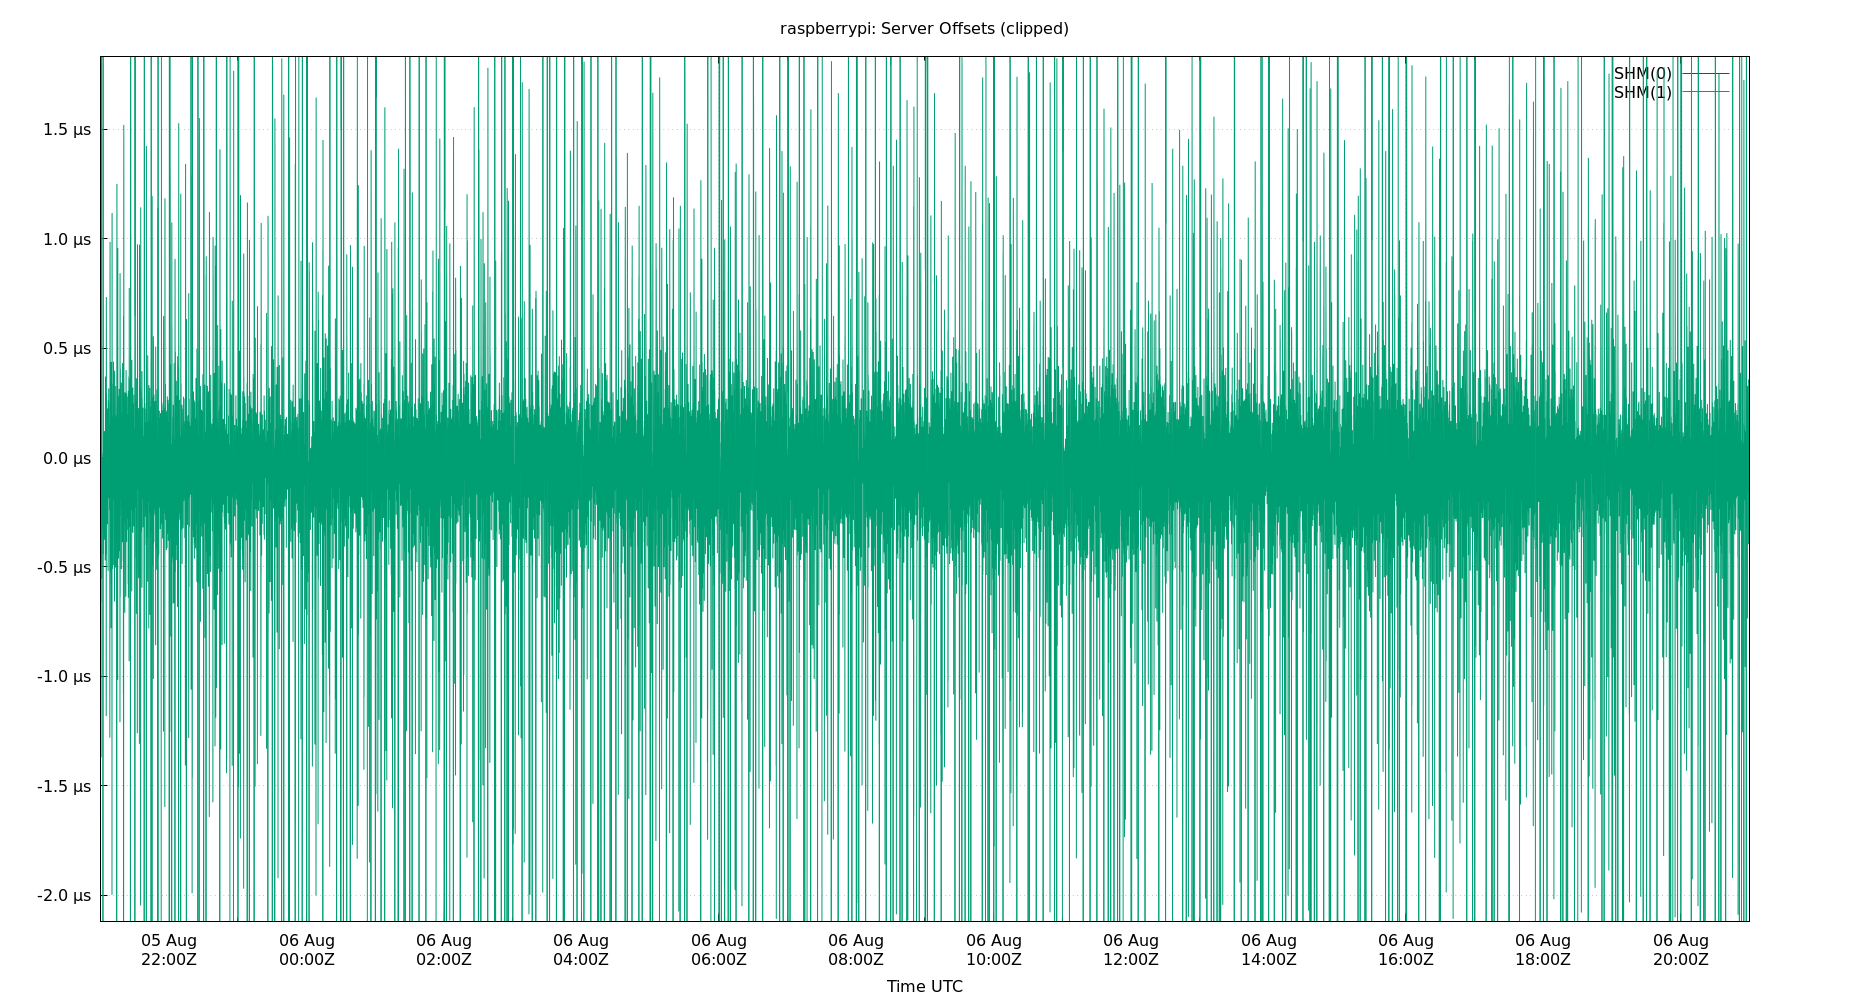 raspberrypi: Server Offsets (clipped)
SHM(0)
SHM(1)
1.5 µs
1.0 µs
0.5 µs
0.0 µs
-0.5 µs
-1.0 µs
-1.5 µs
-2.0 µs
05 Aug 06 Aug 06 Aug 06 Aug 06 Aug 06 Aug 06 Aug 06 Aug 06 Aug 06 Aug 06 Aug 06 Aug
22:00Z 00:00Z 02:00Z 04:00Z 06:00Z 08:00Z 10:00Z 12:00Z 14:00Z 16:00Z 18:00Z 20:00Z
Time UTC